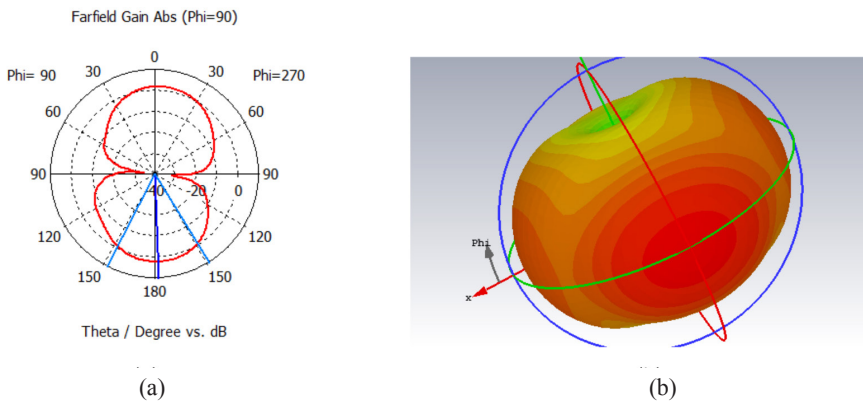 Farfield Gain Abs (Phi=90)
0
Phi= 90 30 30 Phi=270
60 60
90 -40 -20 0 90
120 120
150 150
180
Theta / Degree vs. dB
Phi
x
(a) (b)